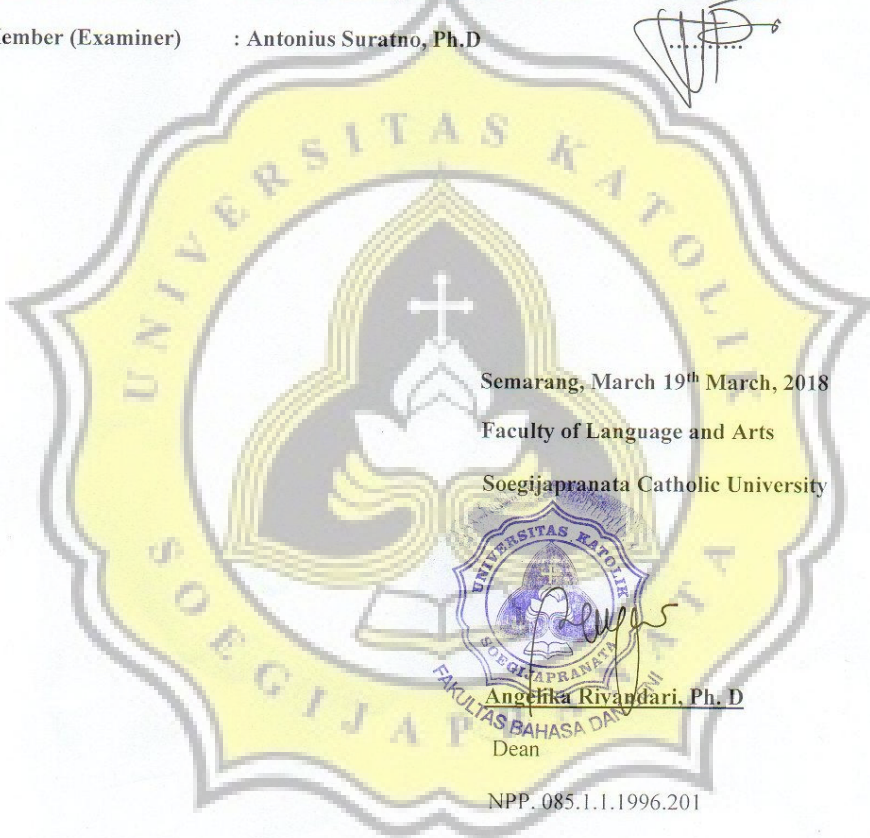 ember (Examiner) : Antonius Suratno, Ph.D
UNIVERSITAS KATOLIK
SOEGIJAPRANATA
Semarang, March 19th March, 2018
Faculty of Language and Arts
Soegijapranata Catholic University
UNIVERSITAS KATOLIK
SOEGIJAPRANATA
FAKULTAS BAHASA DAN SENI
Angelika Riyandari, Ph. D
Dean
NPP. 085.1.1.1996.201